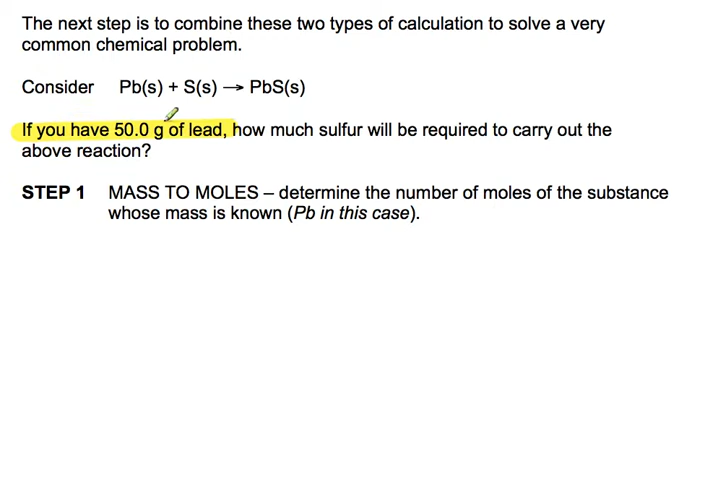 The next step is to combine these two types of calculation to solve a very
common chemical problem.
Consider Pb(s) + S(s) → PbS(s)
If you have 50.0 g of lead, how much sulfur will be required to carry out the
above reaction?
STEP 1 MASS TO MOLES – determine the number of moles of the substance
whose mass is known (Pb in this case).